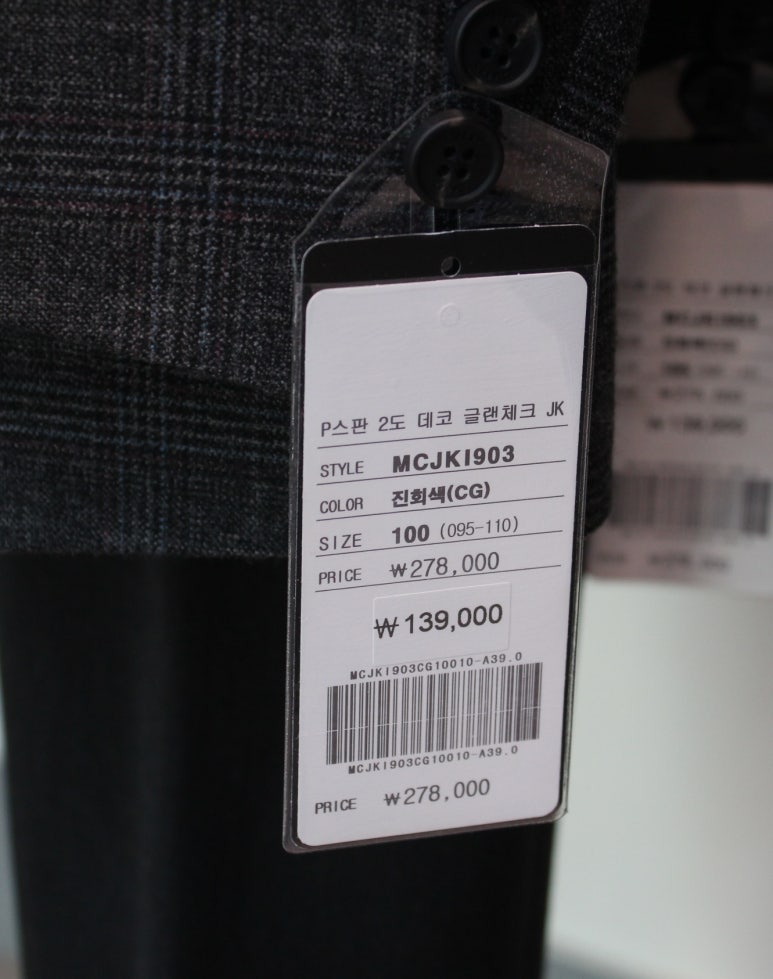 P스판 2도 데코 글랜체크 JK
STYLE MCJKI903
COLOR 진회색(CG)
SIZE 100 (095-110)
PRICE ₩278,000
₩139,000
MCJKI903CG10010-A39.0
MCJKI903CG10010-A39.0
PRICE ₩278,000